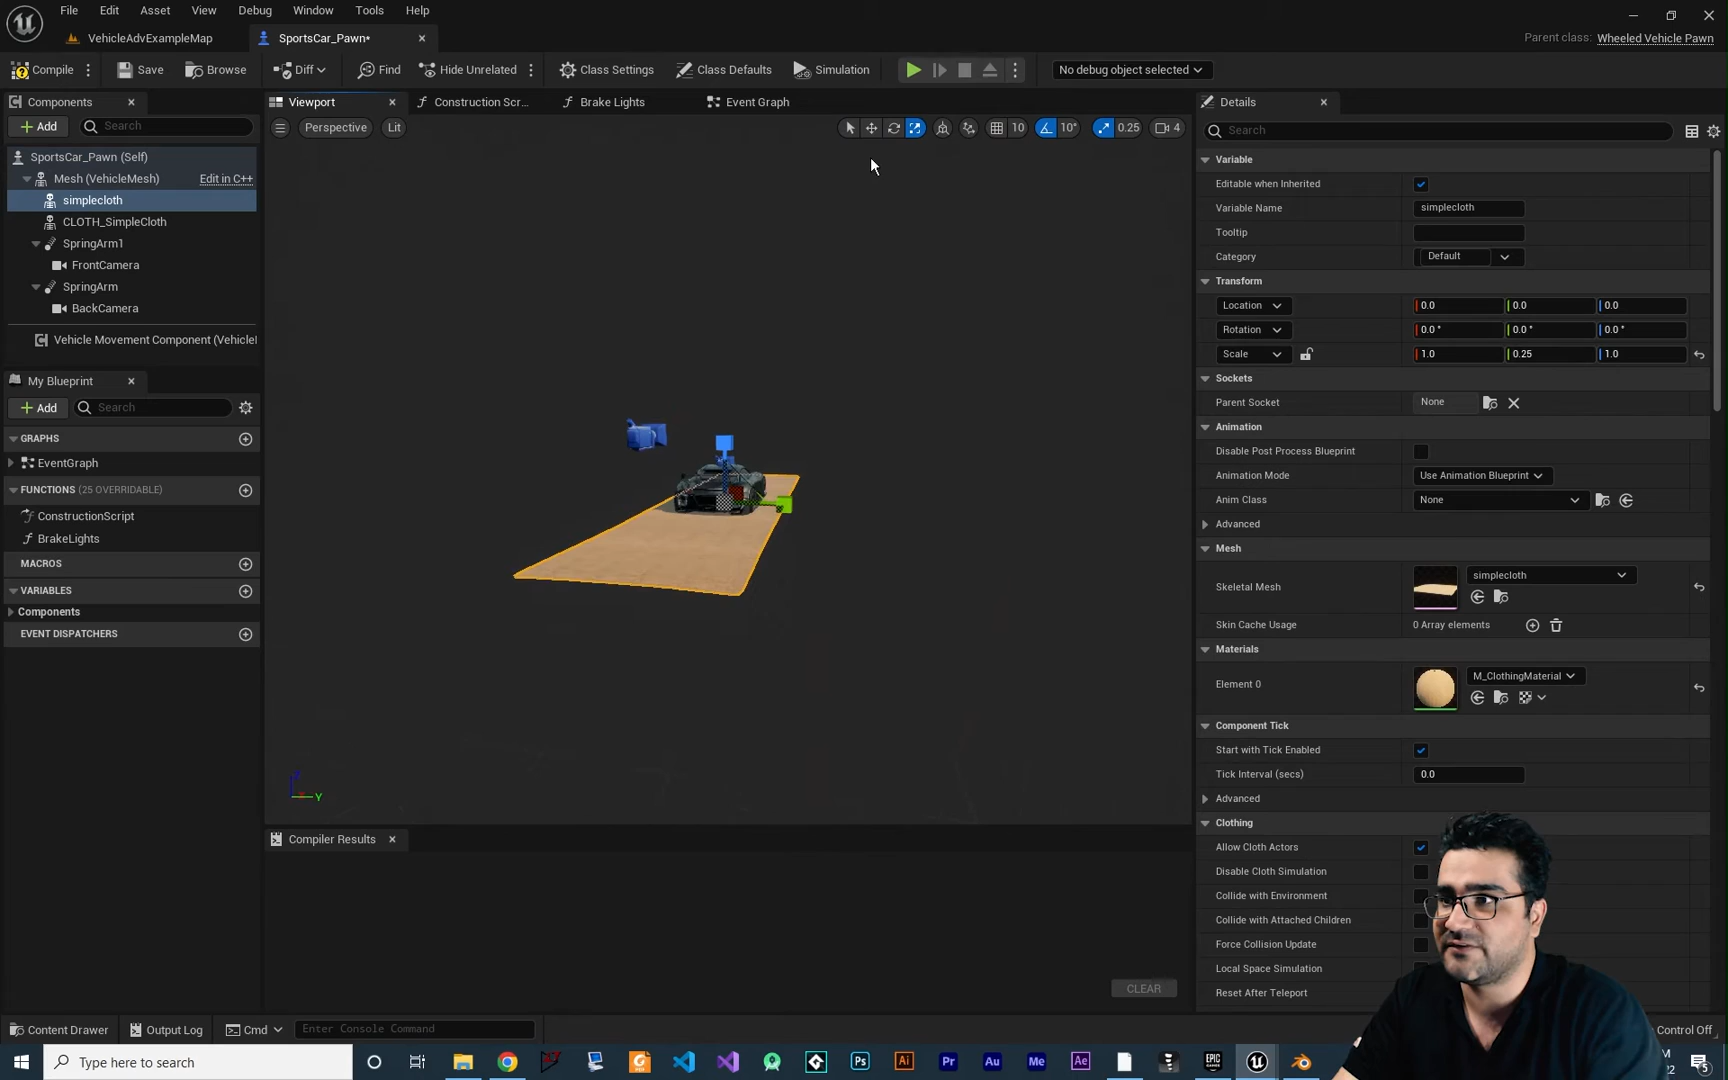 File Edit Asset View Debug Window Tools Help
VehicleAdvExampleMap
SportsCar_Pawn*
Parent class: Wheeled Vehicle Pawn
Compile
Save
Browse
Diff
Find
Hide Unrelated
Class Settings
Class Defaults
Simulation
No debug object selected
Components
Add
Search
SportsCar_Pawn (Self)
Mesh (VehicleMesh) Edit in C++
simplecloth
CLOTH_SimpleCloth
SpringArm1
FrontCamera
SpringArm
BackCamera
Vehicle Movement Component (Vehicle
My Blueprint
Add
Search
GRAPHS
EventGraph
FUNCTIONS (25 OVERRIDABLE)
ConstructionScript
BrakeLights
MACROS
VARIABLES
Components
EVENT DISPATCHERS
Viewport
Construction Scr...
Brake Lights
Event Graph
Perspective
Lit
10
10°
0.25
4
Y
Compiler Results
CLEAR
Details
Search
Variable
Editable when Inherited
Variable Name simplecloth
Tooltip
Category Default
Transform
Location 0.0 0.0 0.0
Rotation 0.0 ° 0.0 ° 0.0 °
Scale 1.0 0.25 1.0
Sockets
Parent Socket None
Animation
Disable Post Process Blueprint
Animation Mode Use Animation Blueprint
Anim Class None
Advanced
Mesh
Skeletal Mesh simplecloth
Skin Cache Usage 0 Array elements
Materials
Element 0 M_ClothingMaterial
Component Tick
Start with Tick Enabled
Tick Interval (secs) 0.0
Advanced
Clothing
Allow Cloth Actors
Disable Cloth Simulation
Collide with Environment
Collide with Attached Children
Force Collision Update
Local Space Simulation
Reset After Teleport
Content Drawer
Output Log
Cmd
Enter Console Command
Control Off
Type here to search
Ps
Ai
Pr
Au
Me
Ae
EPIC
GAMES
M
22
5